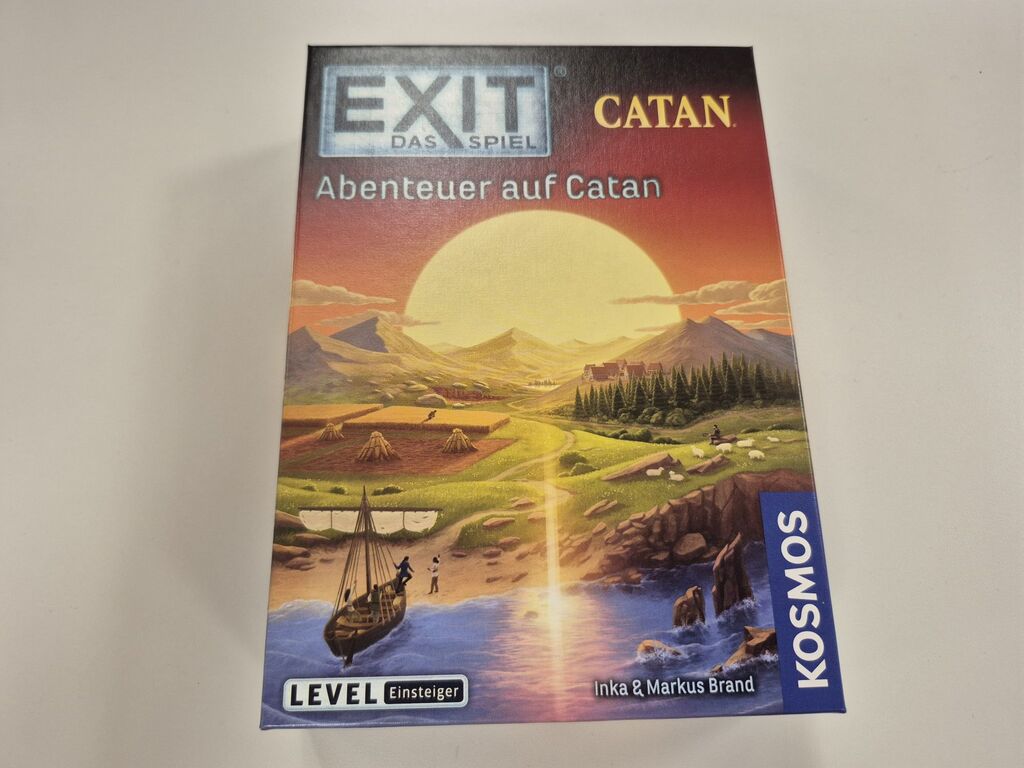 EXIT®
DAS SPIEL
CATAN®
Abenteuer auf Catan
KOSMOS
LEVEL Einsteiger
Inka & Markus Brand